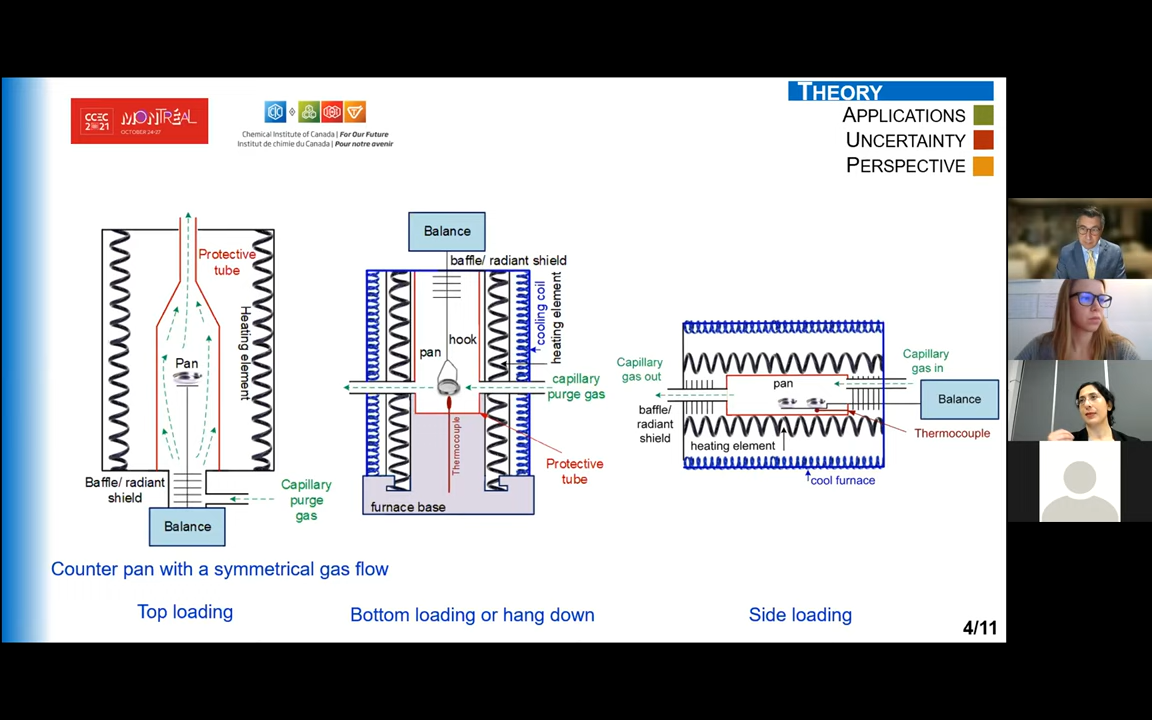 CCEC
2021
MONTRÉAL
OCTOBER 24-27
Chemical Institute of Canada | For Our Future
Institut de chimie du Canada | Pour notre avenir
THEORY
APPLICATIONS
UNCERTAINTY
PERSPECTIVE
Protective
tube
Heating element
Pan
Baffle/ radiant
shield
Capillary
purge
gas
Balance
Counter pan with a symmetrical gas flow
Top loading
Balance
baffle/ radiant shield
cooling coil
heating element
hook
pan
capillary
purge gas
Thermocouple
Protective
tube
furnace base
Bottom loading or hang down
Capillary
gas out
Capillary
gas in
pan
Balance
baffle/
radiant
shield
Thermocouple
heating element
cool furnace
Side loading
4/11